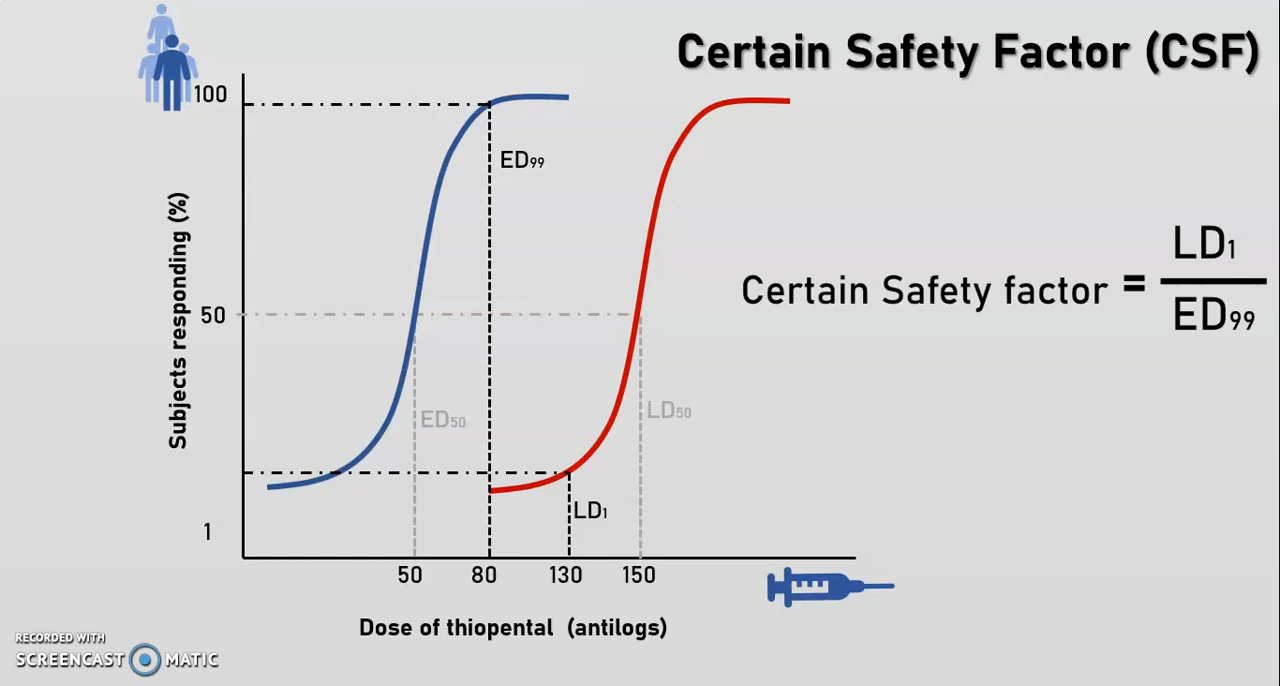 Certain Safety Factor (CSF)
100
ED99
Subjects responding (%)
LD1
Certain Safety factor =
ED99
50
ED50
LD50
LD1
1
50 80 130 150
Dose of thiopental (antilogs)
RECORDED WITH
SCREENCAST MATIC